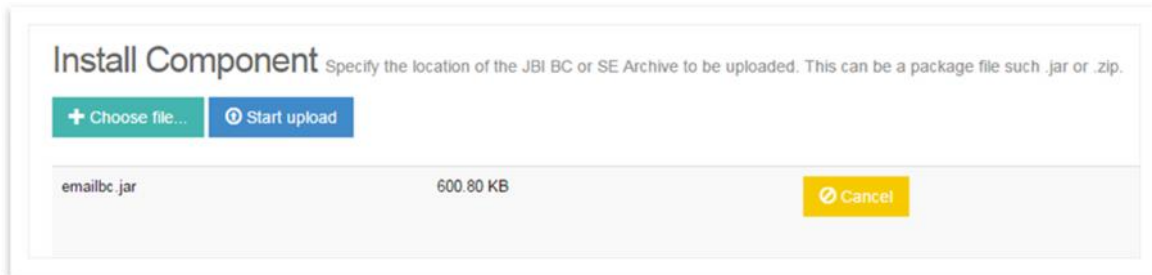 Install Component Specify the location of the JBI BC or SE Archive to be uploaded. This can be a package file such .jar or .zip.
Choose file... Start upload
emailbc.jar 600.80 KB Cancel